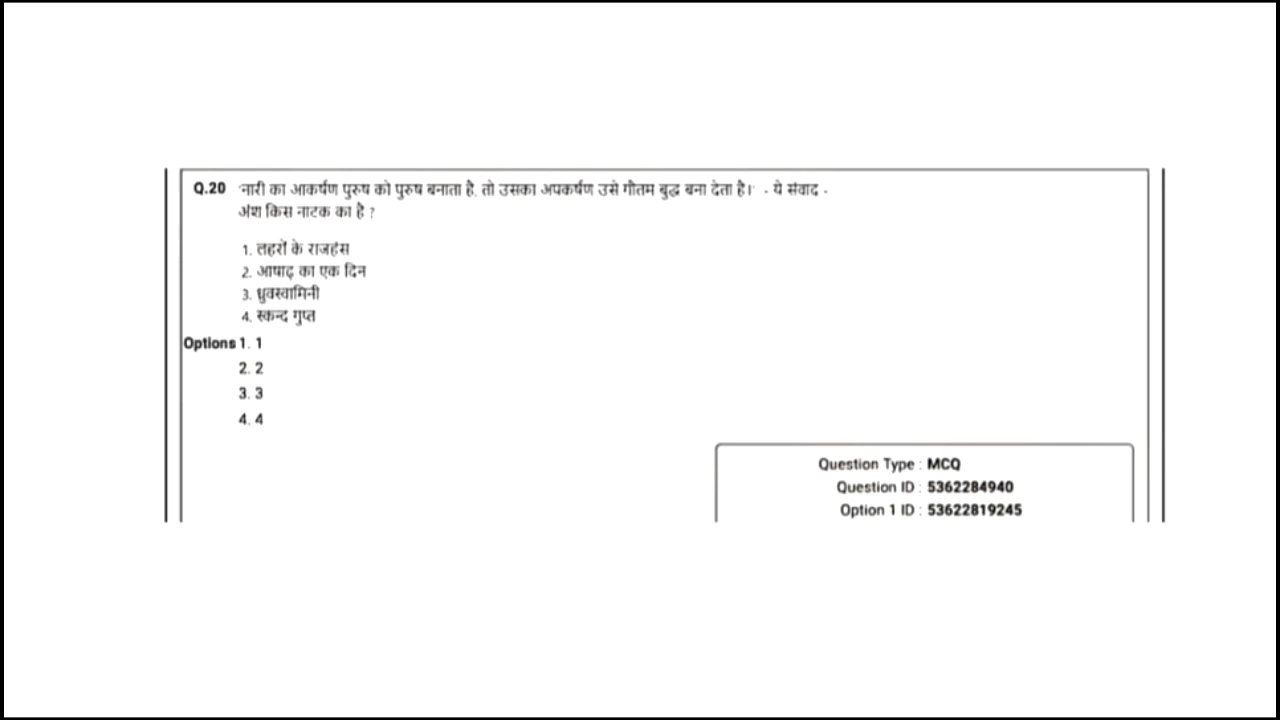 Q.20 'नारी का आकर्षण पुरुष को पुरुष बनाता है, तो उसका अपकर्षण उसे गौतम बुद्ध बना देता है।' - ये संवाद -
अंश किस नाटक का है ?
1. लहरों के राजहंस
2. आषाढ़ का एक दिन
3. ध्रुवस्वामिनी
4. स्कन्द गुप्त
Options 1. 1
2. 2
3. 3
4. 4
Question Type : MCQ
Question ID : 5362284940
Option 1 ID : 53622819245